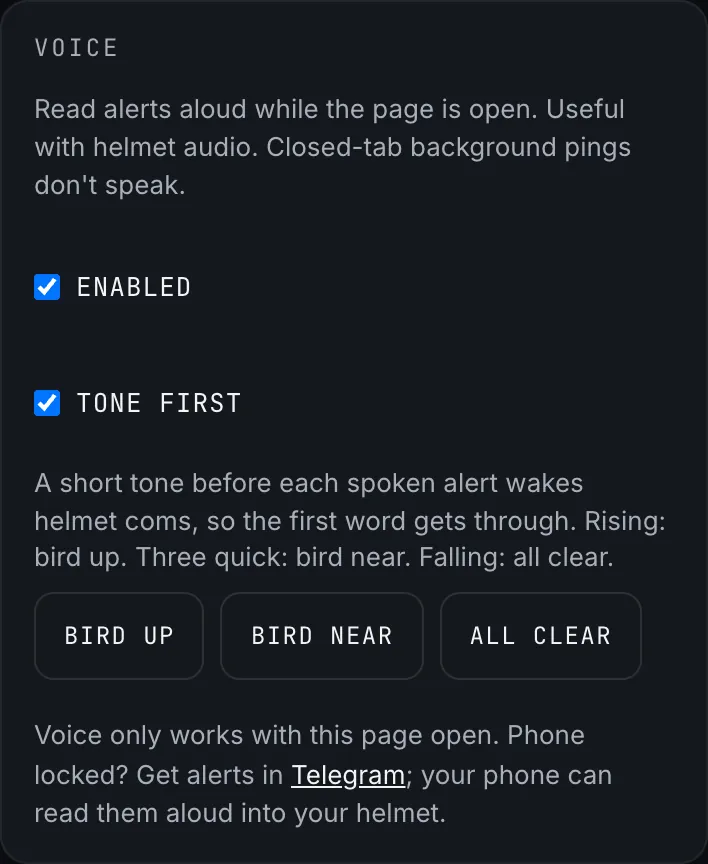 VOICE
Read alerts aloud while the page is open. Useful
with helmet audio. Closed-tab background pings
don't speak.
ENABLED
TONE FIRST
A short tone before each spoken alert wakes
helmet coms, so the first word gets through. Rising:
bird up. Three quick: bird near. Falling: all clear.
BIRD UP BIRD NEAR ALL CLEAR
Voice only works with this page open. Phone
locked? Get alerts in Telegram; your phone can
read them aloud into your helmet.